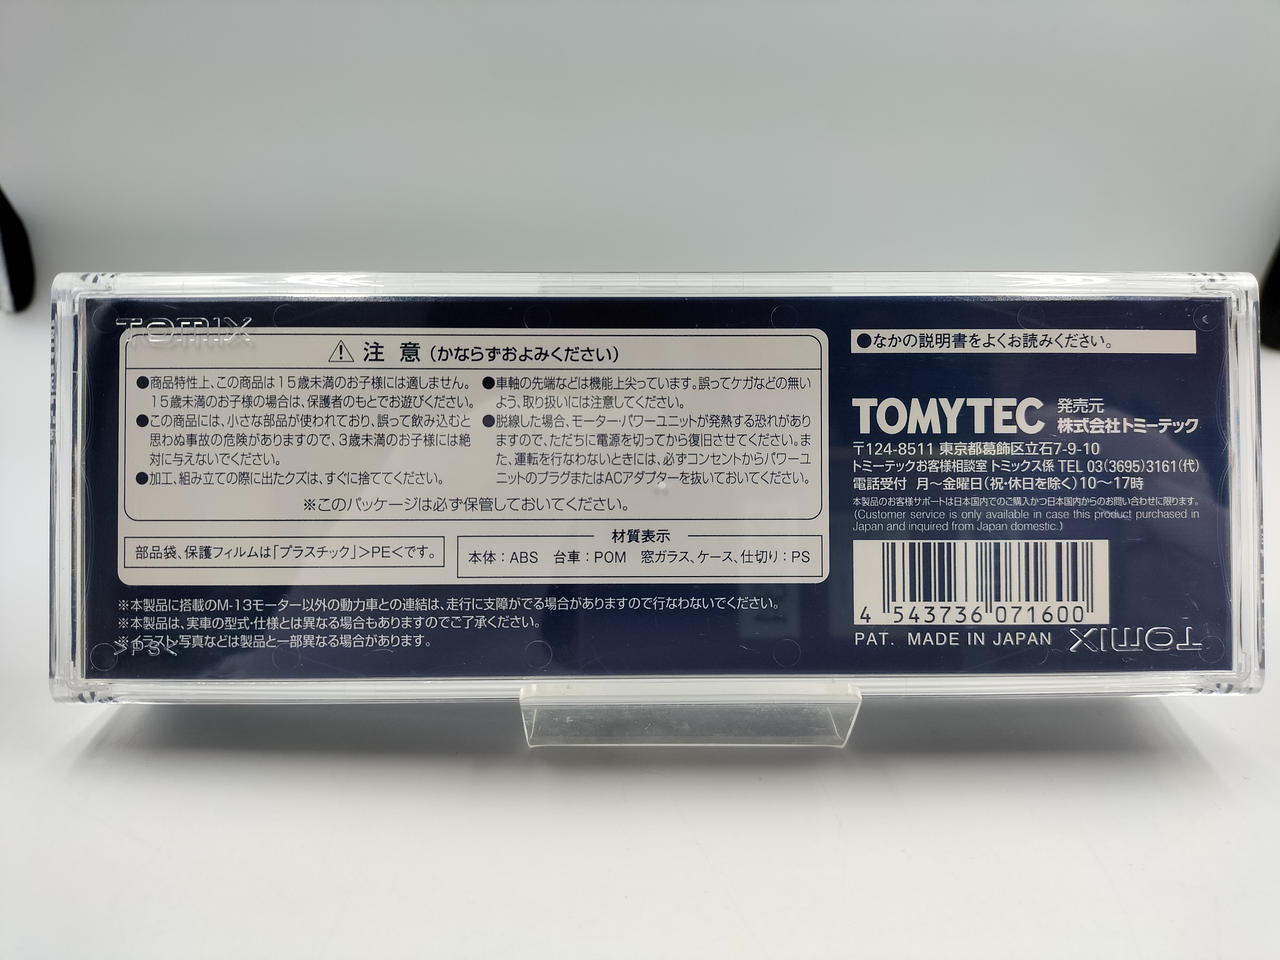 TOMIX
⚠ 注 意 (かならずおよみください)
●商品特性上、この商品は15歳未満のお子様には適しません。
15歳未満のお子様の場合は、保護者のもとでお遊びください。
●この商品には、小さな部品が使われており、誤って飲み込むと
思わぬ事故の危険がありますので、3歳未満のお子様には絶
対に与えないでください。
●加工、組み立ての際に出たクズは、すぐに捨ててください。
●車軸の先端などは機能上尖っています。誤ってケガなどの無い
よう、取り扱いには注意してください。
●脱線した場合、モーター・パワーユニットが発熱する恐れがあり
ますので、ただちに電源を切ってから復旧させてください。ま
た、運転を行なわないときには、必ずコンセントからパワーユ
ニットのプラグまたはACアダプターを抜いておいてください。
※このパッケージは必ず保管しておいてください。
部品袋、保護フィルムは「プラスチック」>PE<です。
材質表示
本体:ABS 台車:POM 窓ガラス、ケース、仕切り:PS
※本製品に搭載のM-13モーター以外の動力車との連結は、走行に支障がでる場合がありますので行なわないでください。
※本製品は、実車の型式・仕様とは異なる場合もありますのでご了承ください。
※イラスト・写真などは製品と一部異なる場合があります。
>PS<
●なかの説明書をよくお読みください。
TOMYTEC 発売元
株式会社トミーテック
〒124-8511 東京都葛飾区立石7-9-10
トミーテックお客様相談室 トミックス係 TEL 03(3695)3161(代)
電話受付 月〜金曜日(祝・休日を除く)10〜17時
本製品のお客様サポートは日本国内でのご購入かつ日本国内からのお問い合わせに限ります。
(Customer service is only available in case this product purchased in
Japan and inquired from Japan domestic.)
4 543736 071600
PAT. MADE IN JAPAN
TOMIX